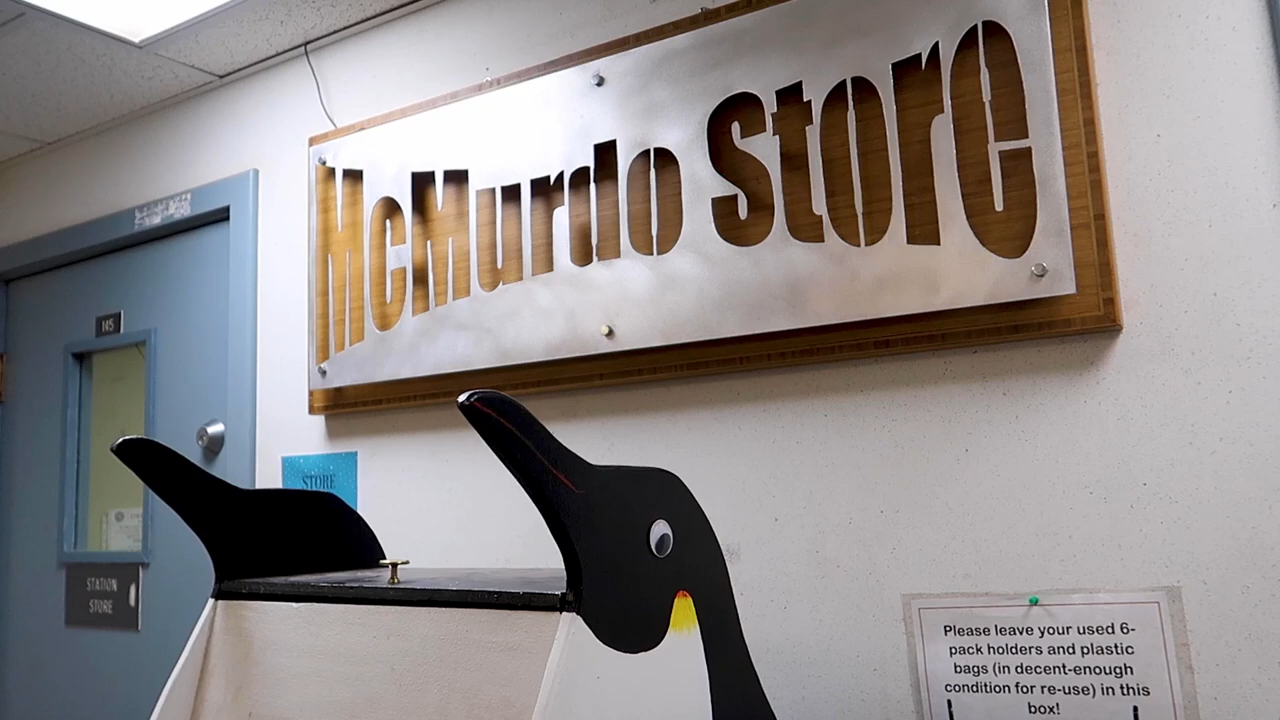 McMurdo Store
145
STORE
STATION
STORE
Please leave your used 6-
pack holders and plastic
bags (in decent-enough
condition for re-use) in this
box!